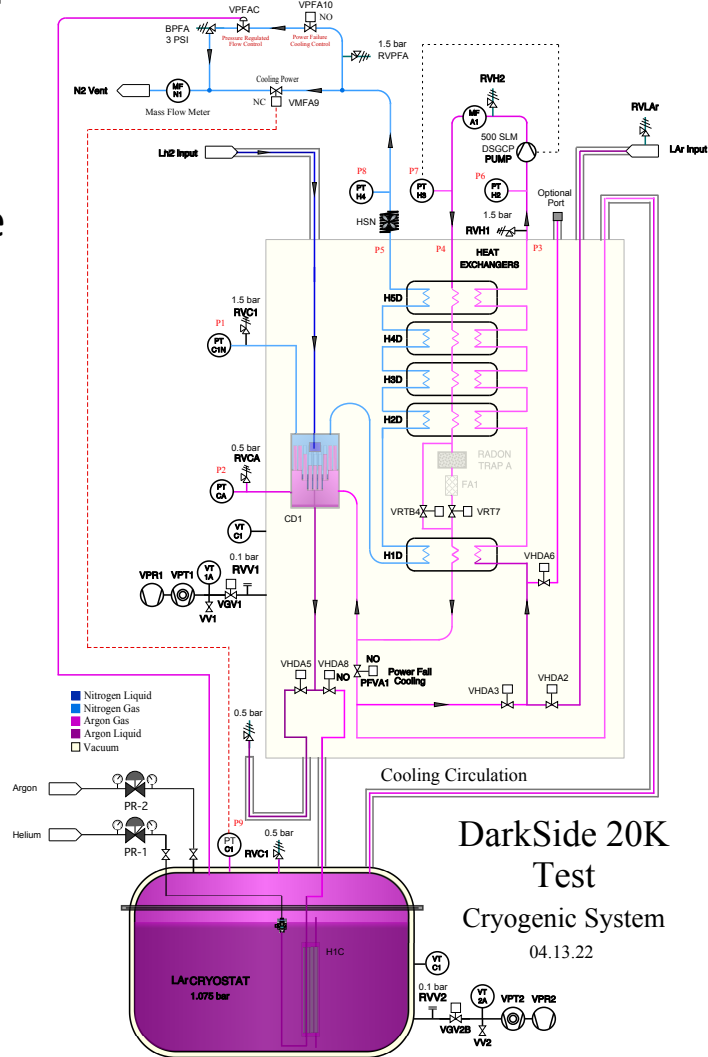 e
VPFAC
VPFA10
NO
BPFA
3 PSI
Pressure Regulated
Flow Control
Power Failure
Cooling Control
1.5 bar
RVPFA
N2 Vent
MF
N1
Mass Flow Meter
Cooling Power
NC
VMFA9
RVH2
MF
A1
500 SLM
DSGCP
PUMP
RVLAr
LAr Input
Ln2 Input
P8
PT
H4
P7
PT
H3
P6
PT
H2
Optional
Port
HSN
1.5 bar
RVH1
P5
P4
P3
HEAT
EXCHANGERS
H5D
H4D
H3D
H2D
1.5 bar
RVC1
P1
PT
C1N
0.5 bar
RVCA
P2
PT
CA
CD1
RADON
TRAP A
FA1
VRTB4
VRT7
H1D
VHDA6
VT
C1
0.1 bar
RVV1
VPR1
VPT1
VT
1A
VV1
VGV1
VHDA5
VHDA8
NO
NO
PFVA1
Power Fail
Cooling
VHDA3
VHDA2
Nitrogen Liquid
Nitrogen Gas
Argon Gas
Argon Liquid
Vacuum
0.5 bar
Cooling Circulation
Argon
PR-2
Helium
PR-1
P9
PT
C1
0.5 bar
RVC1
DarkSide 20K
Test
Cryogenic System
04.13.22
H1C
LAr CRYOSTAT
1.075 bar
VT
C1
0.1 bar
RVV2
VGV2B
VT
2A
VV2
VPT2
VPR2